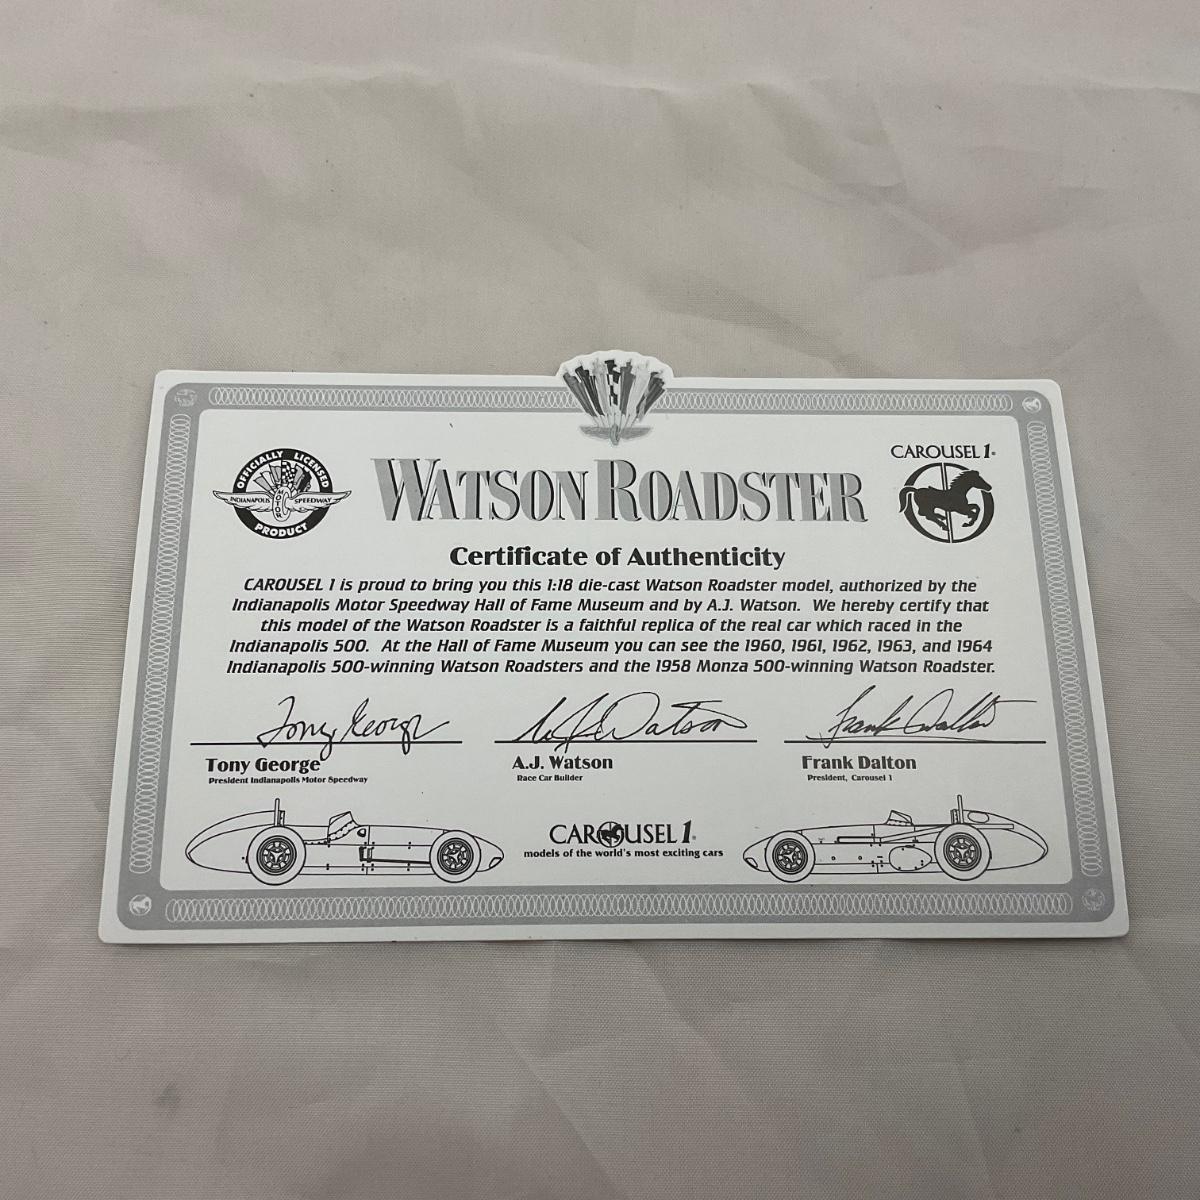 OFFICIALLY LICENSED
INDIANAPOLIS MOTOR SPEEDWAY
PRODUCT
WATSON ROADSTER
CAROUSEL 1®
Certificate of Authenticity
CAROUSEL 1 is proud to bring you this 1:18 die-cast Watson Roadster model, authorized by the
Indianapolis Motor Speedway Hall of Fame Museum and by A.J. Watson. We hereby certify that
this model of the Watson Roadster is a faithful replica of the real car which raced in the
Indianapolis 500. At the Hall of Fame Museum you can see the 1960, 1961, 1962, 1963, and 1964
Indianapolis 500-winning Watson Roadsters and the 1958 Monza 500-winning Watson Roadster.
Tony George
A.J. Watson
Frank Dalton
Tony George
President Indianapolis Motor Speedway
A.J. Watson
Race Car Builder
Frank Dalton
President, Carousel 1
CAROUSEL 1®
models of the world's most exciting cars